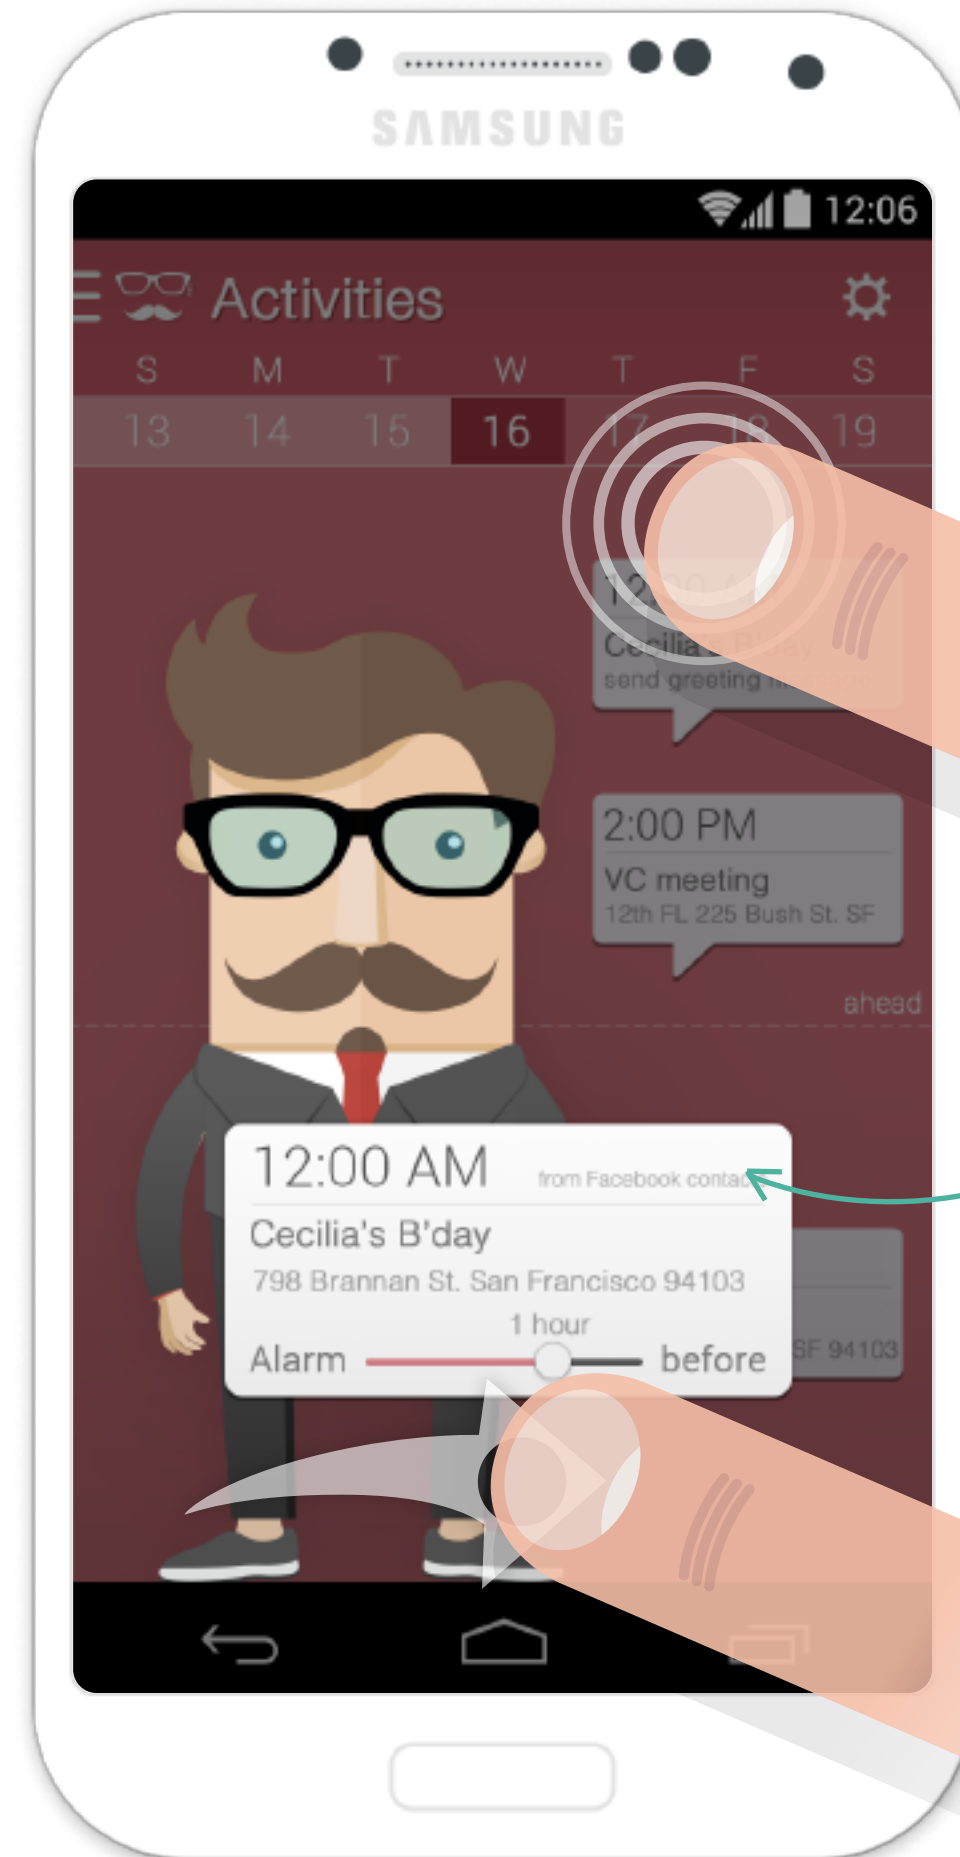 SAMSUNG
12:06
Activities
S M T W T F S
13 14 15 16 17 18 19
12:00 AM
Cecilia's B'day
send greeting message
2:00 PM
VC meeting
12th FL 225 Bush St. SF
ahead
12:00 AM
from Facebook
Cecilia's B'day
798 Brannan St. San Francisco 94103
1 hour
Alarm before
SF 94103